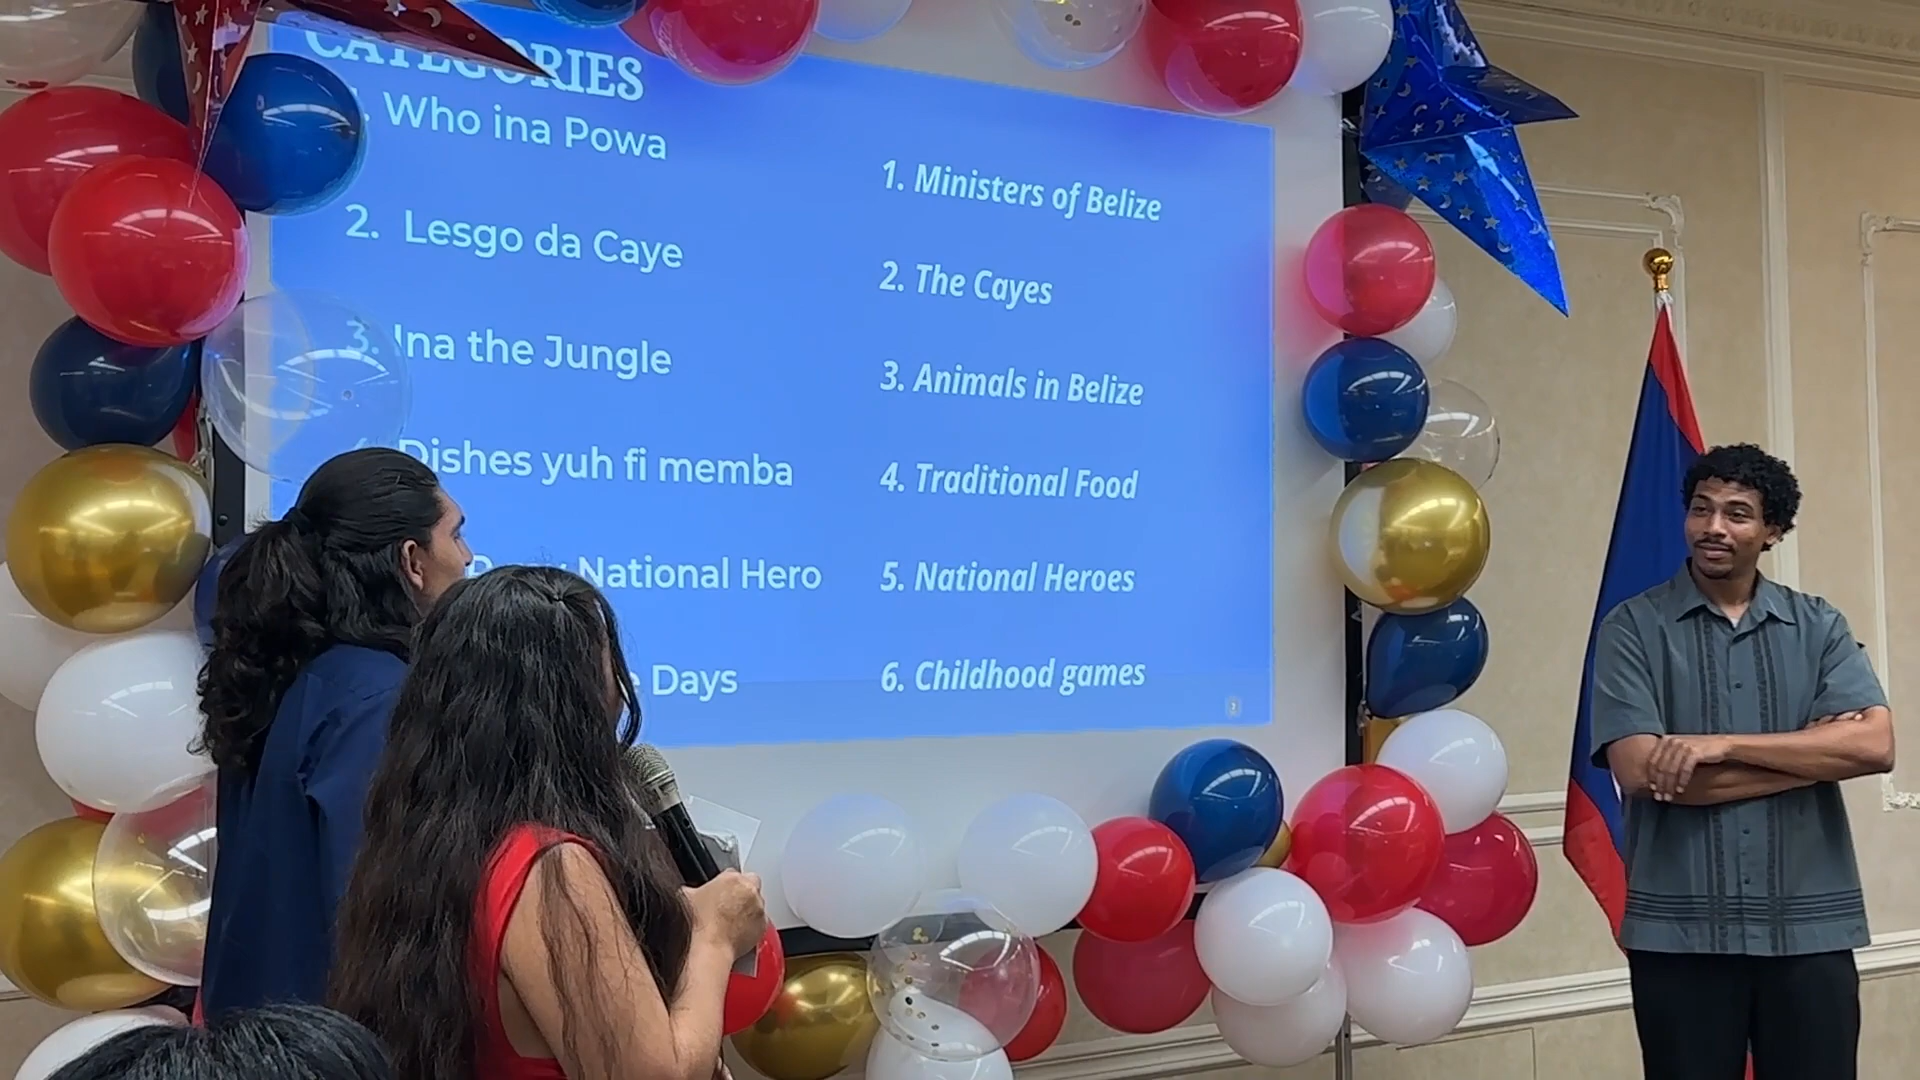 CATEGORIES
Who ina Powa
2. Lesgo da Caye
3. Ina the Jungle
Dishes yuh fi memba
National Hero
Days
1. Ministers of Belize
2. The Cayes
3. Animals in Belize
4. Traditional Food
5. National Heroes
6. Childhood games